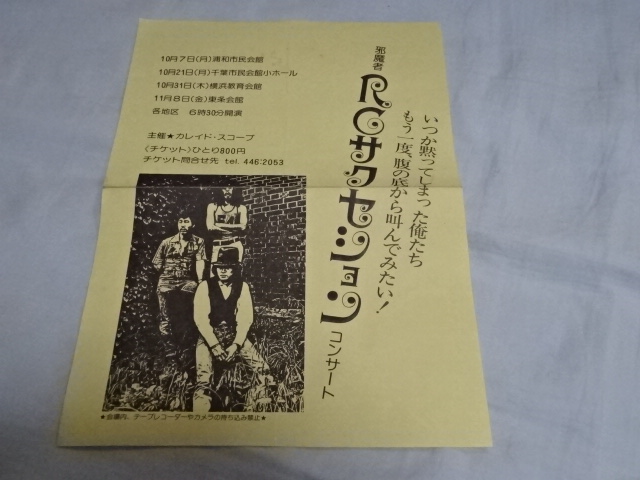 いつか黙ってしまった俺たち
もう一度、腹の底から叫んでみたい！
邪魔者
RCサクセション
コンサート
10月7日(月)浦和市民会館
10月21日(月)千葉市民会館小ホール
10月31日(木)横浜教育会館
11月8日(金)東条会館
各地区 6時30分開演
主催★カレイド・スコープ
〈チケット〉ひとり800円
チケット問合せ先 tel. 446:2053
★会場内、テープレコーダーやカメラの持ち込み禁止★